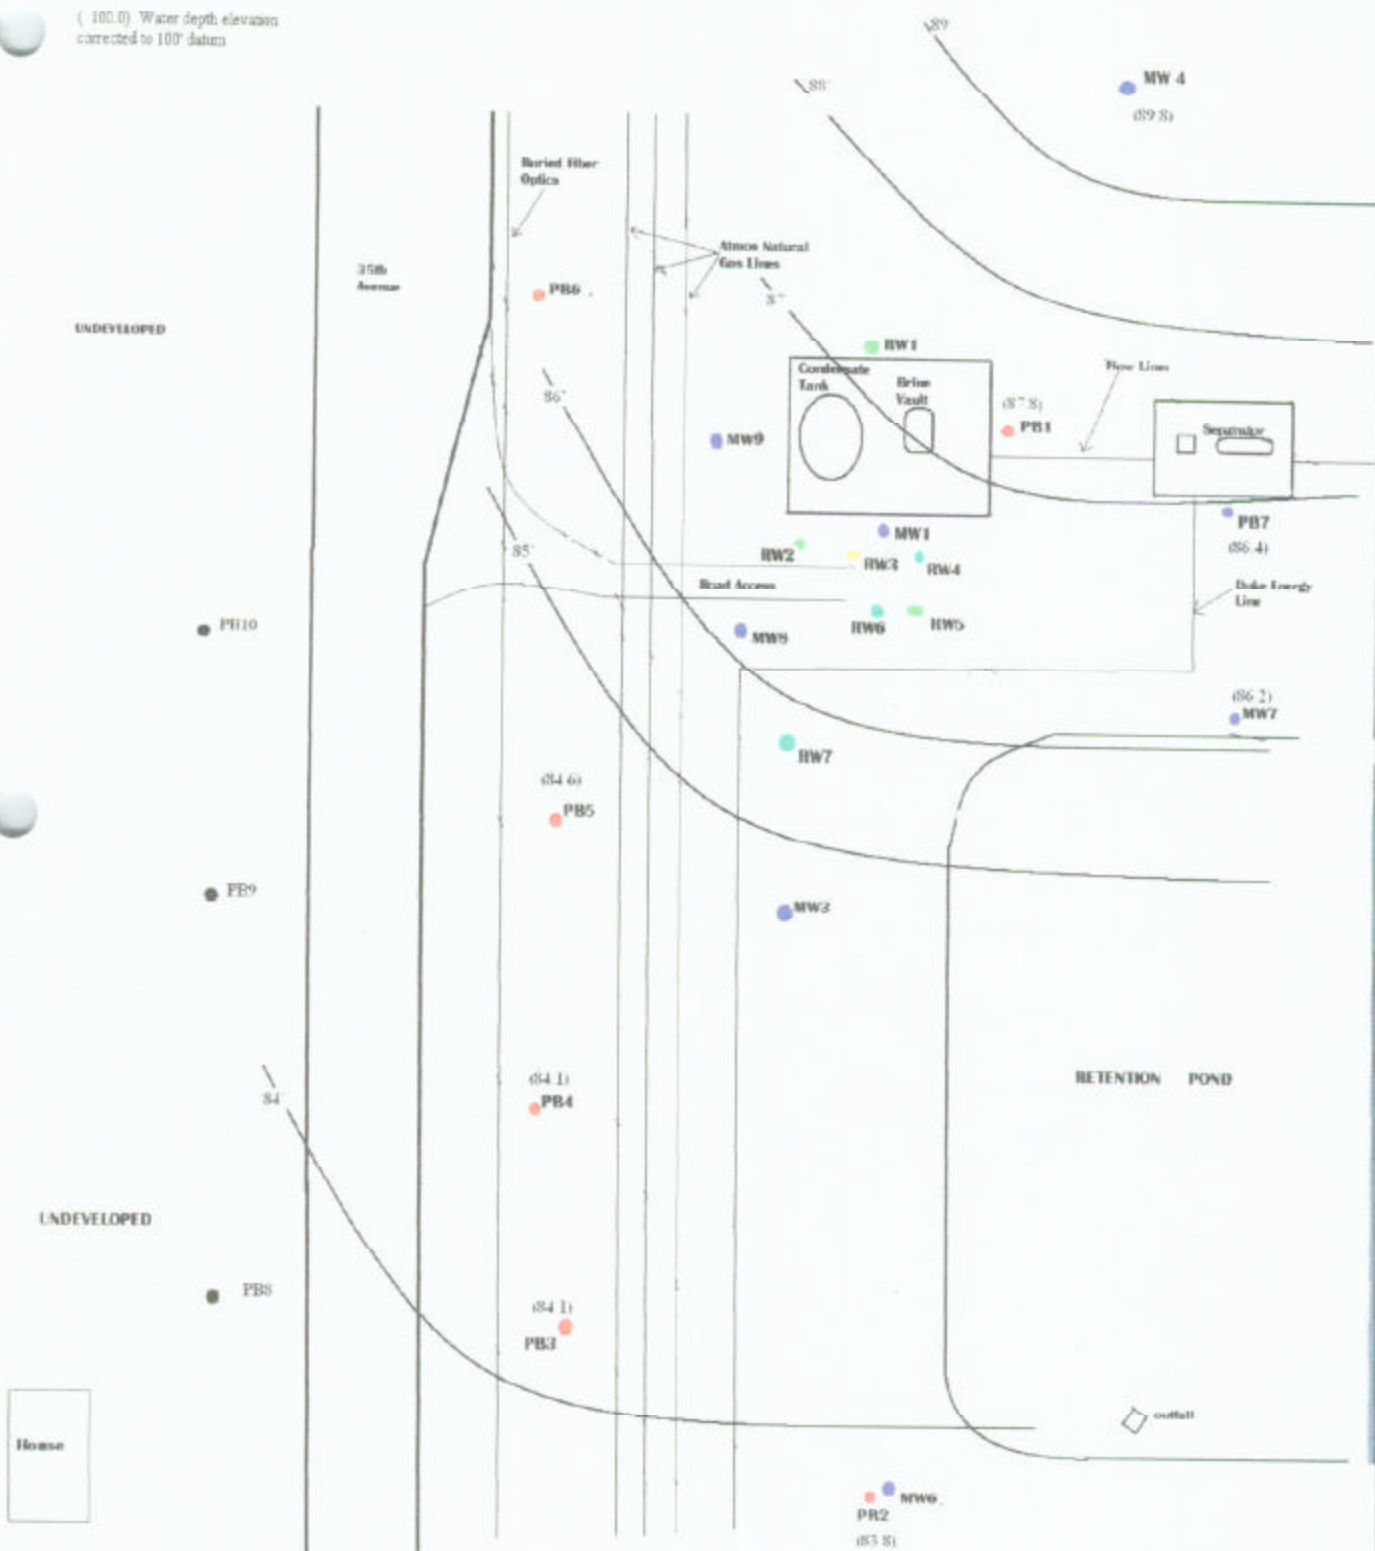 ( 100.0) Water depth elevation
corrected to 100' datum
89'
MW 4
(89.8)
88'
Buried Fiber
Optics
Atmos Natural
Gas Lines
35th
Avenue
PB6
UNDEVELOPED
RW1
Condensate
Tank
Brine
Vault
Flow Lines
(87.8)
PB1
Separator
86'
MW9
MW1
PB7
(86.4)
85'
RW2
RW3
RW4
Road Access
Duke Energy
Line
RW6
RW5
PB10
MW8
(86.2)
MW7
RW7
(84.6)
PB5
PB9
MW3
(84.1)
PB4
84'
RETENTION POND
UNDEVELOPED
PB8
(84.1)
PB3
outfall
House
MW6
PB2
(83.8)